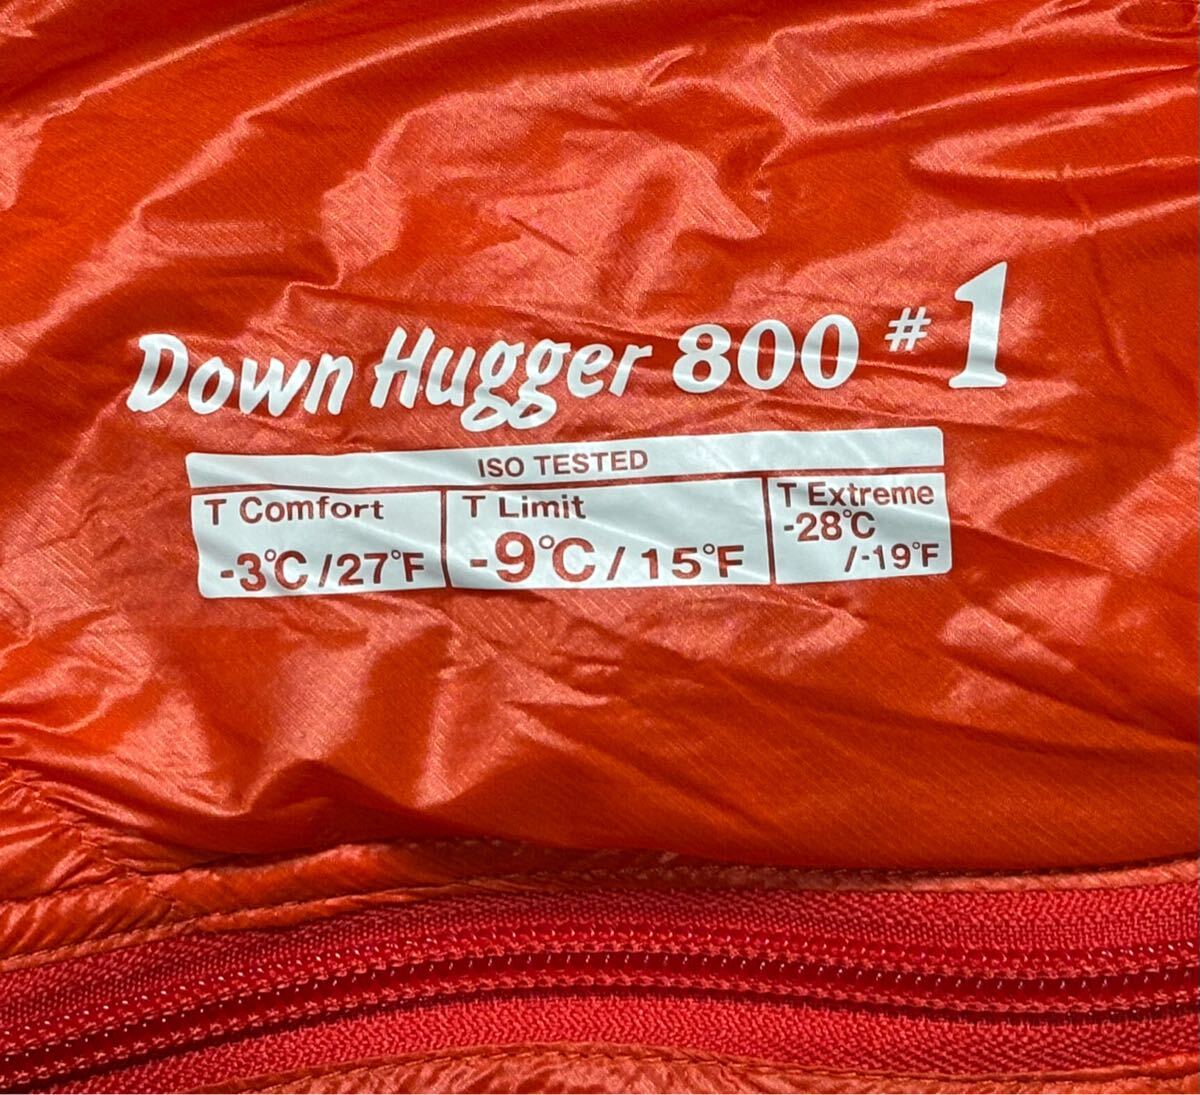 Down Hugger 800 #1
ISO TESTED
T Comfort
-3°C/27°F
T Limit
-9°C/15°F
T Extreme
-28°C
/-19°F